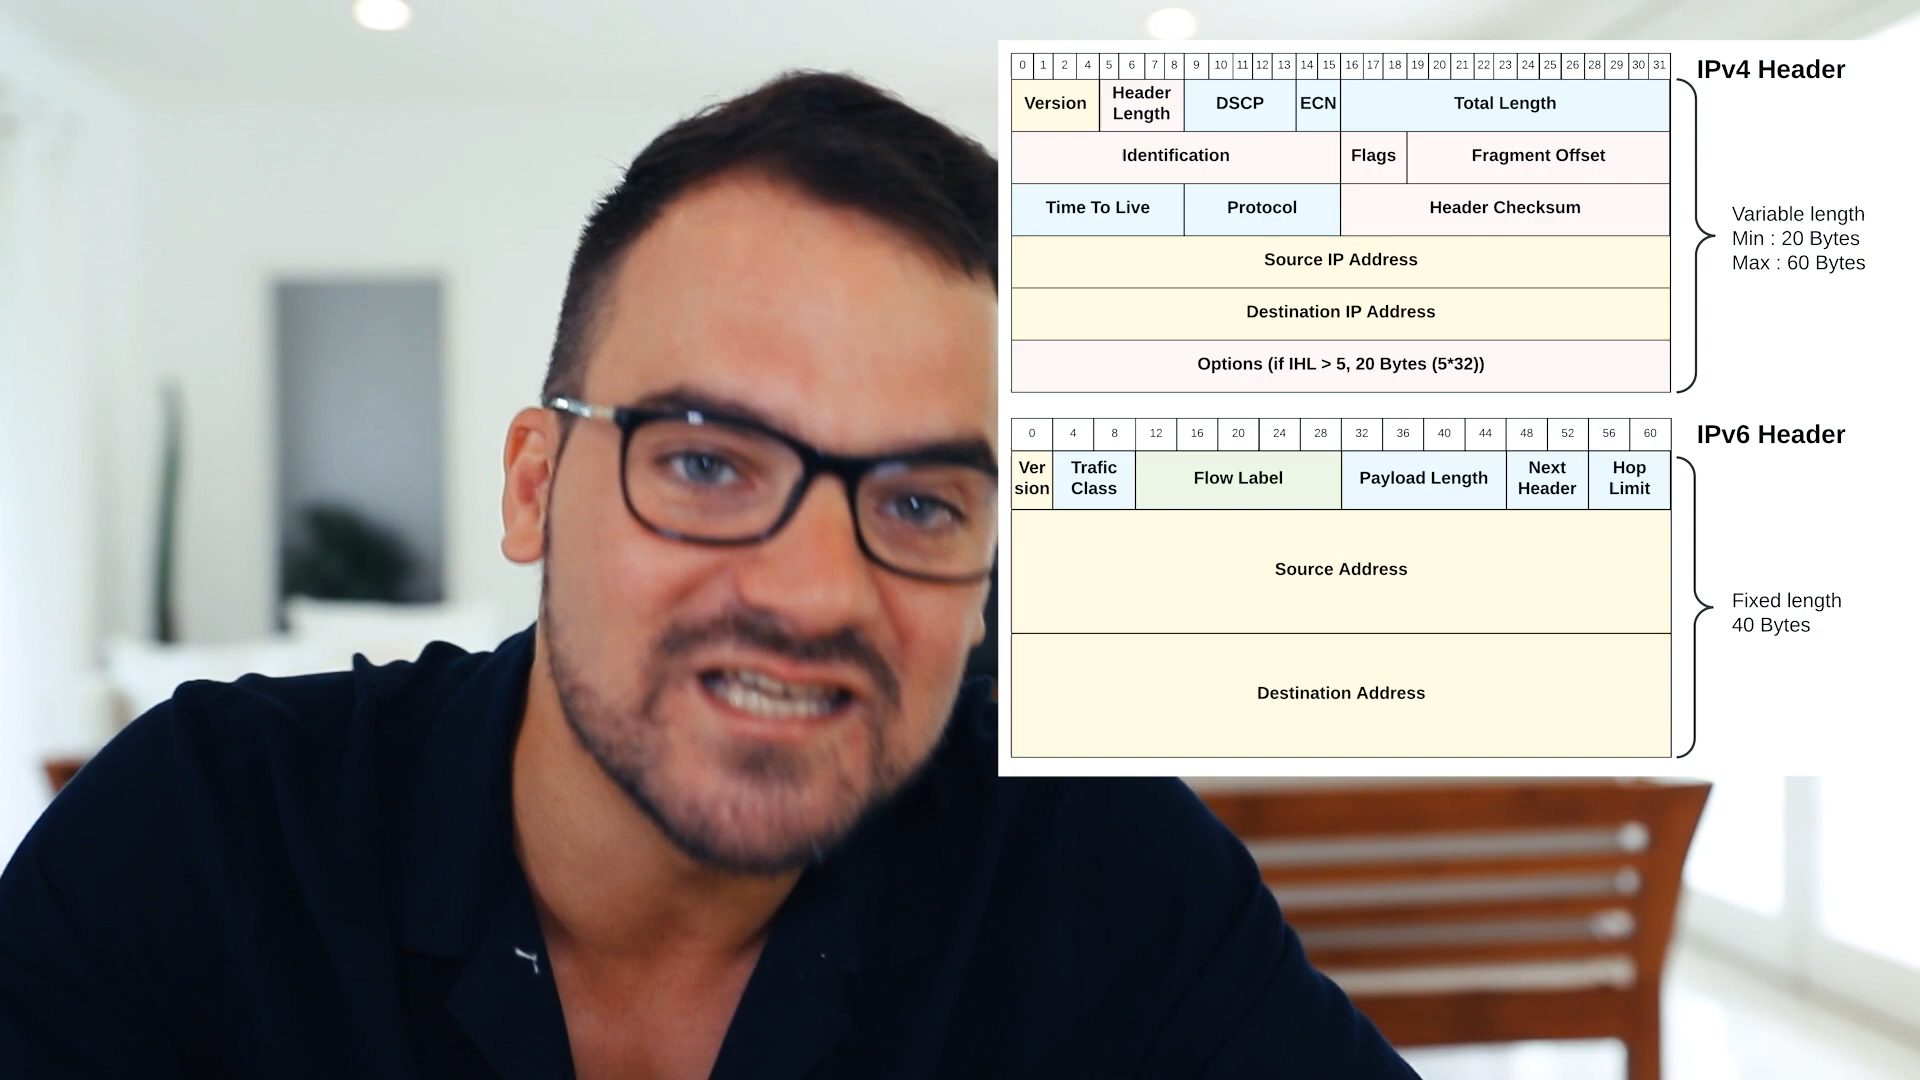 0 1 2 4 5 6 7 8 9 10 11 12 13 14 15 16 17 18 19 20 21 22 23 24 25 26 28 29 30 31
IPv4 Header
Version
Header
Length
DSCP
ECN
Total Length
Identification
Flags
Fragment Offset
Time To Live
Protocol
Header Checksum
Source IP Address
Destination IP Address
Options (if IHL > 5, 20 Bytes (5*32))
Variable length
Min : 20 Bytes
Max : 60 Bytes
0 4 8 12 16 20 24 28 32 36 40 44 48 52 56 60
IPv6 Header
Ver
sion
Trafic
Class
Flow Label
Payload Length
Next
Header
Hop
Limit
Source Address
Destination Address
Fixed length
40 Bytes